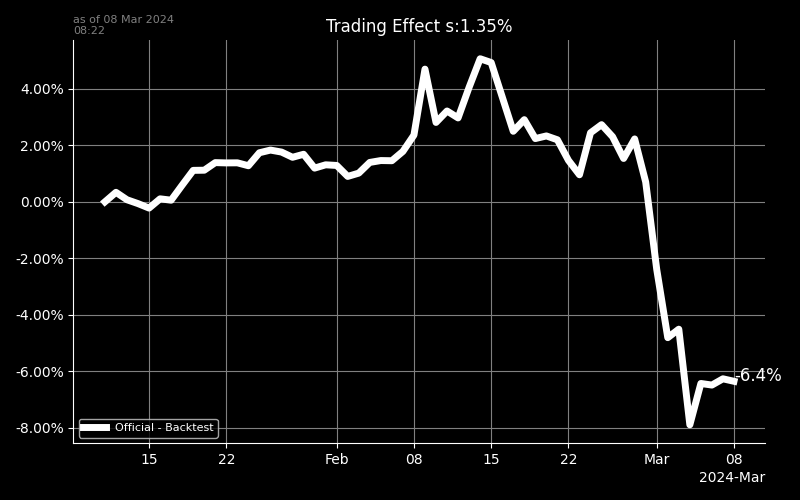 as of 08 Mar 2024
08:22
Trading Effect s:1.35%
4.00%
2.00%
0.00%
-2.00%
-4.00%
-6.00%
-8.00%
-6.4%
Official - Backtest
15 22 Feb 08 15 22 Mar 08
2024-Mar